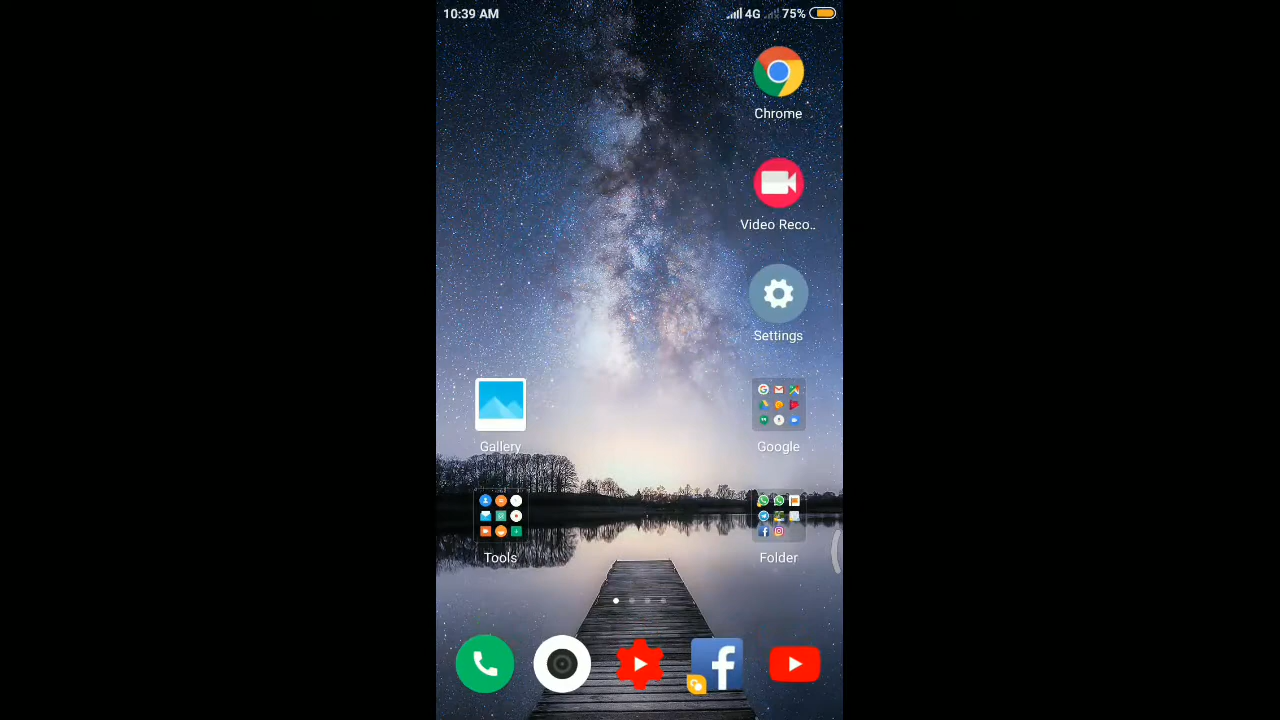 10:39 AM
4G 75%
Chrome
Video Reco..
Settings
Gallery
Google
Tools
Folder